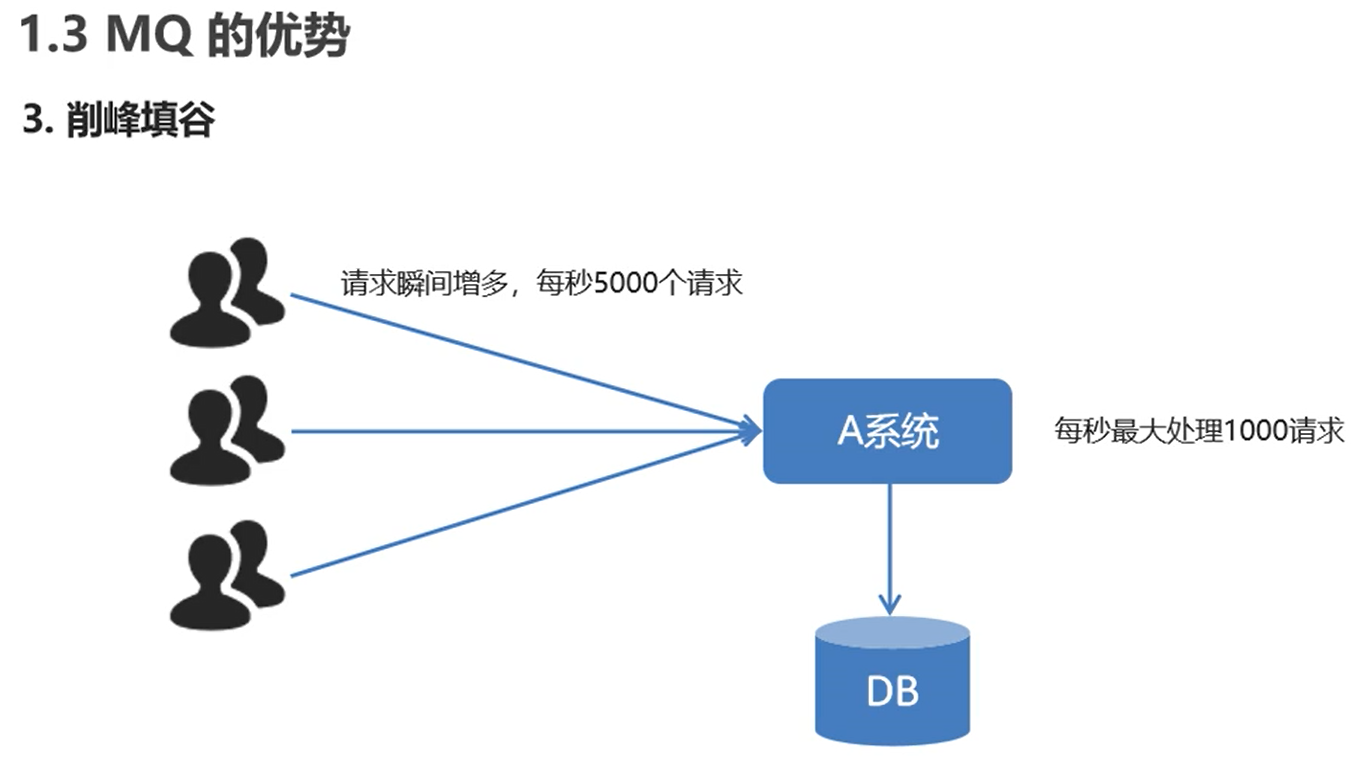 1.3 MQ 的优势
3. 削峰填谷
请求瞬间增多，每秒5000个请求
A系统
每秒最大处理1000请求
DB